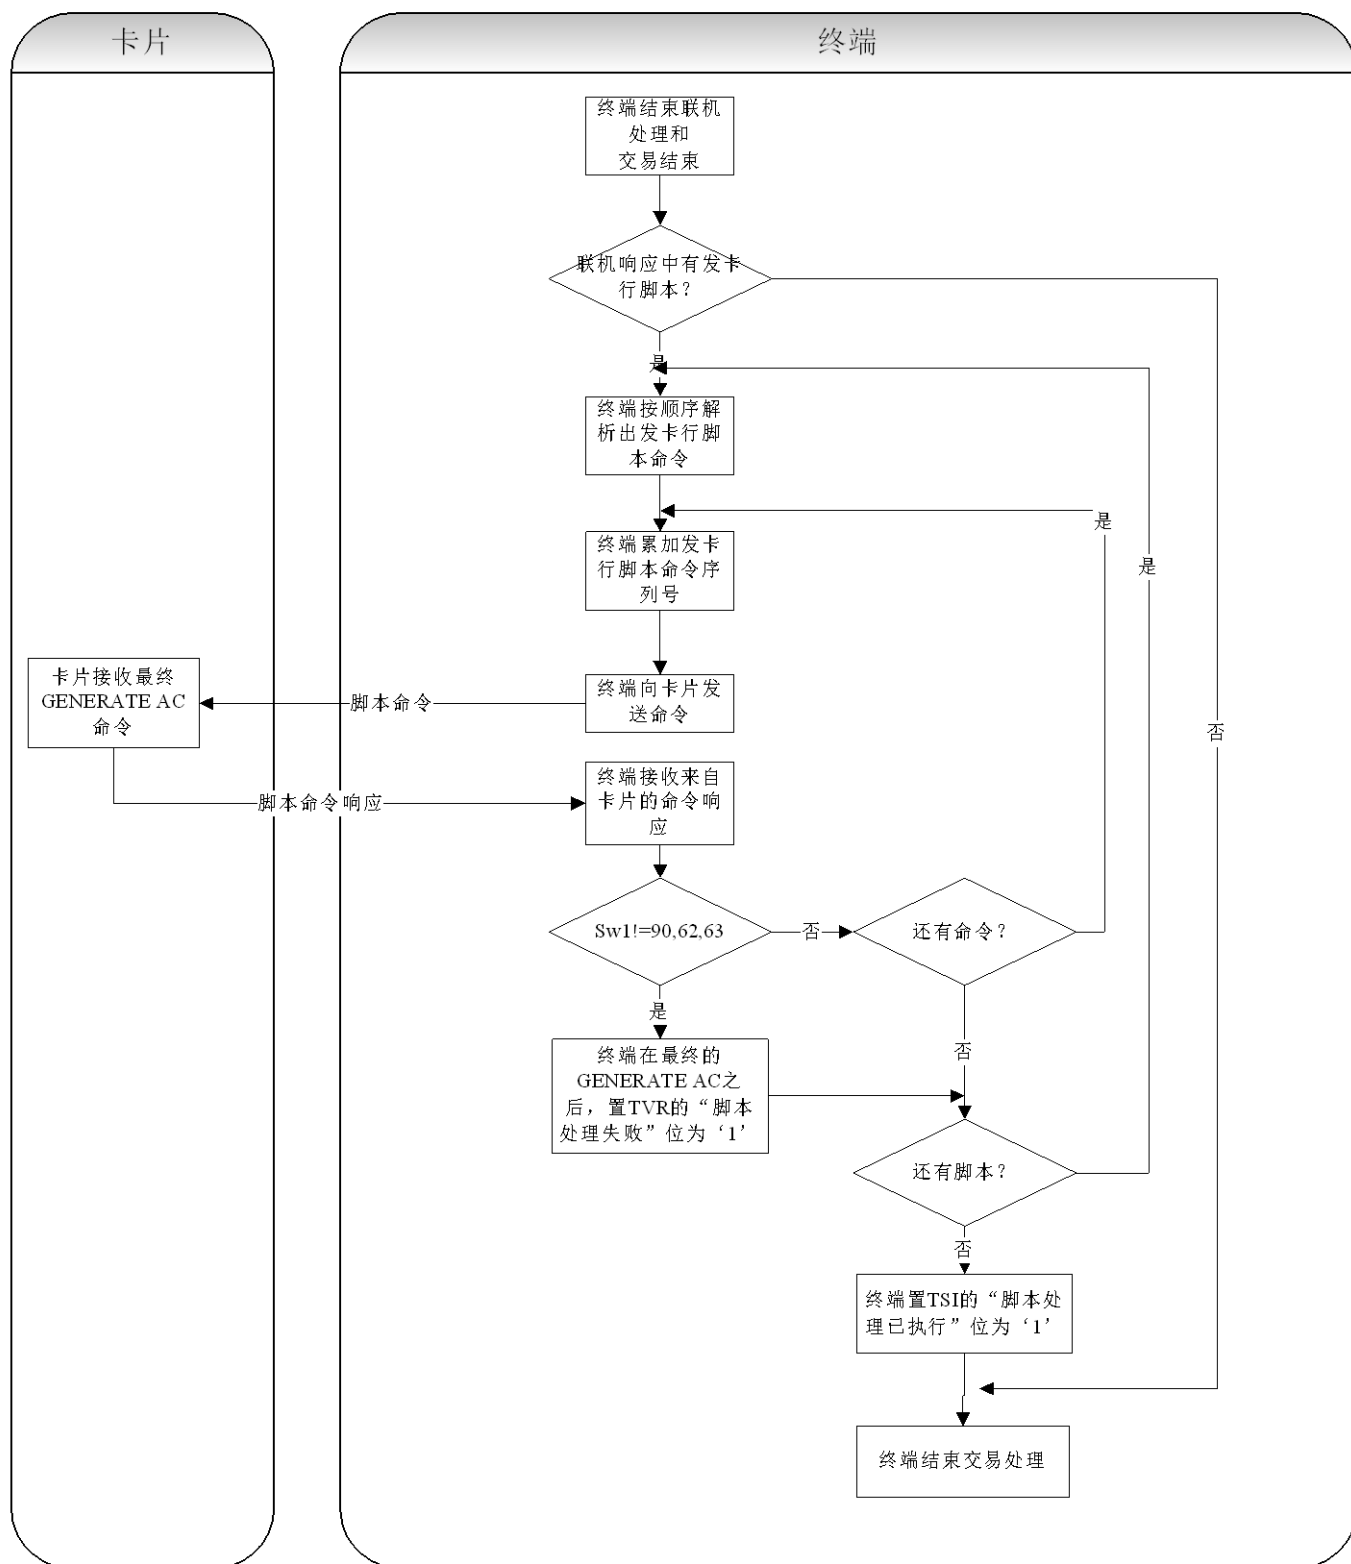 卡片
终端
终端结束联机
处理和
交易结束
联机响应中有发卡
行脚本？
是
终端按顺序解
析出发卡行脚
本命令
是
终端累加发卡
行脚本命令序
列号
是
卡片接收最终
GENERATE AC
命令
脚本命令
终端向卡片发
送命令
否
终端接收来自
卡片的命令响
应
脚本命令响应
Sw1!=90,62,63
否
还有命令？
是
否
终端在最终的
GENERATE AC之
后，置TVR的“脚本
处理失败”位为‘1’
还有脚本？
否
终端置TSI的“脚本处
理已执行”位为‘1’
终端结束交易处理